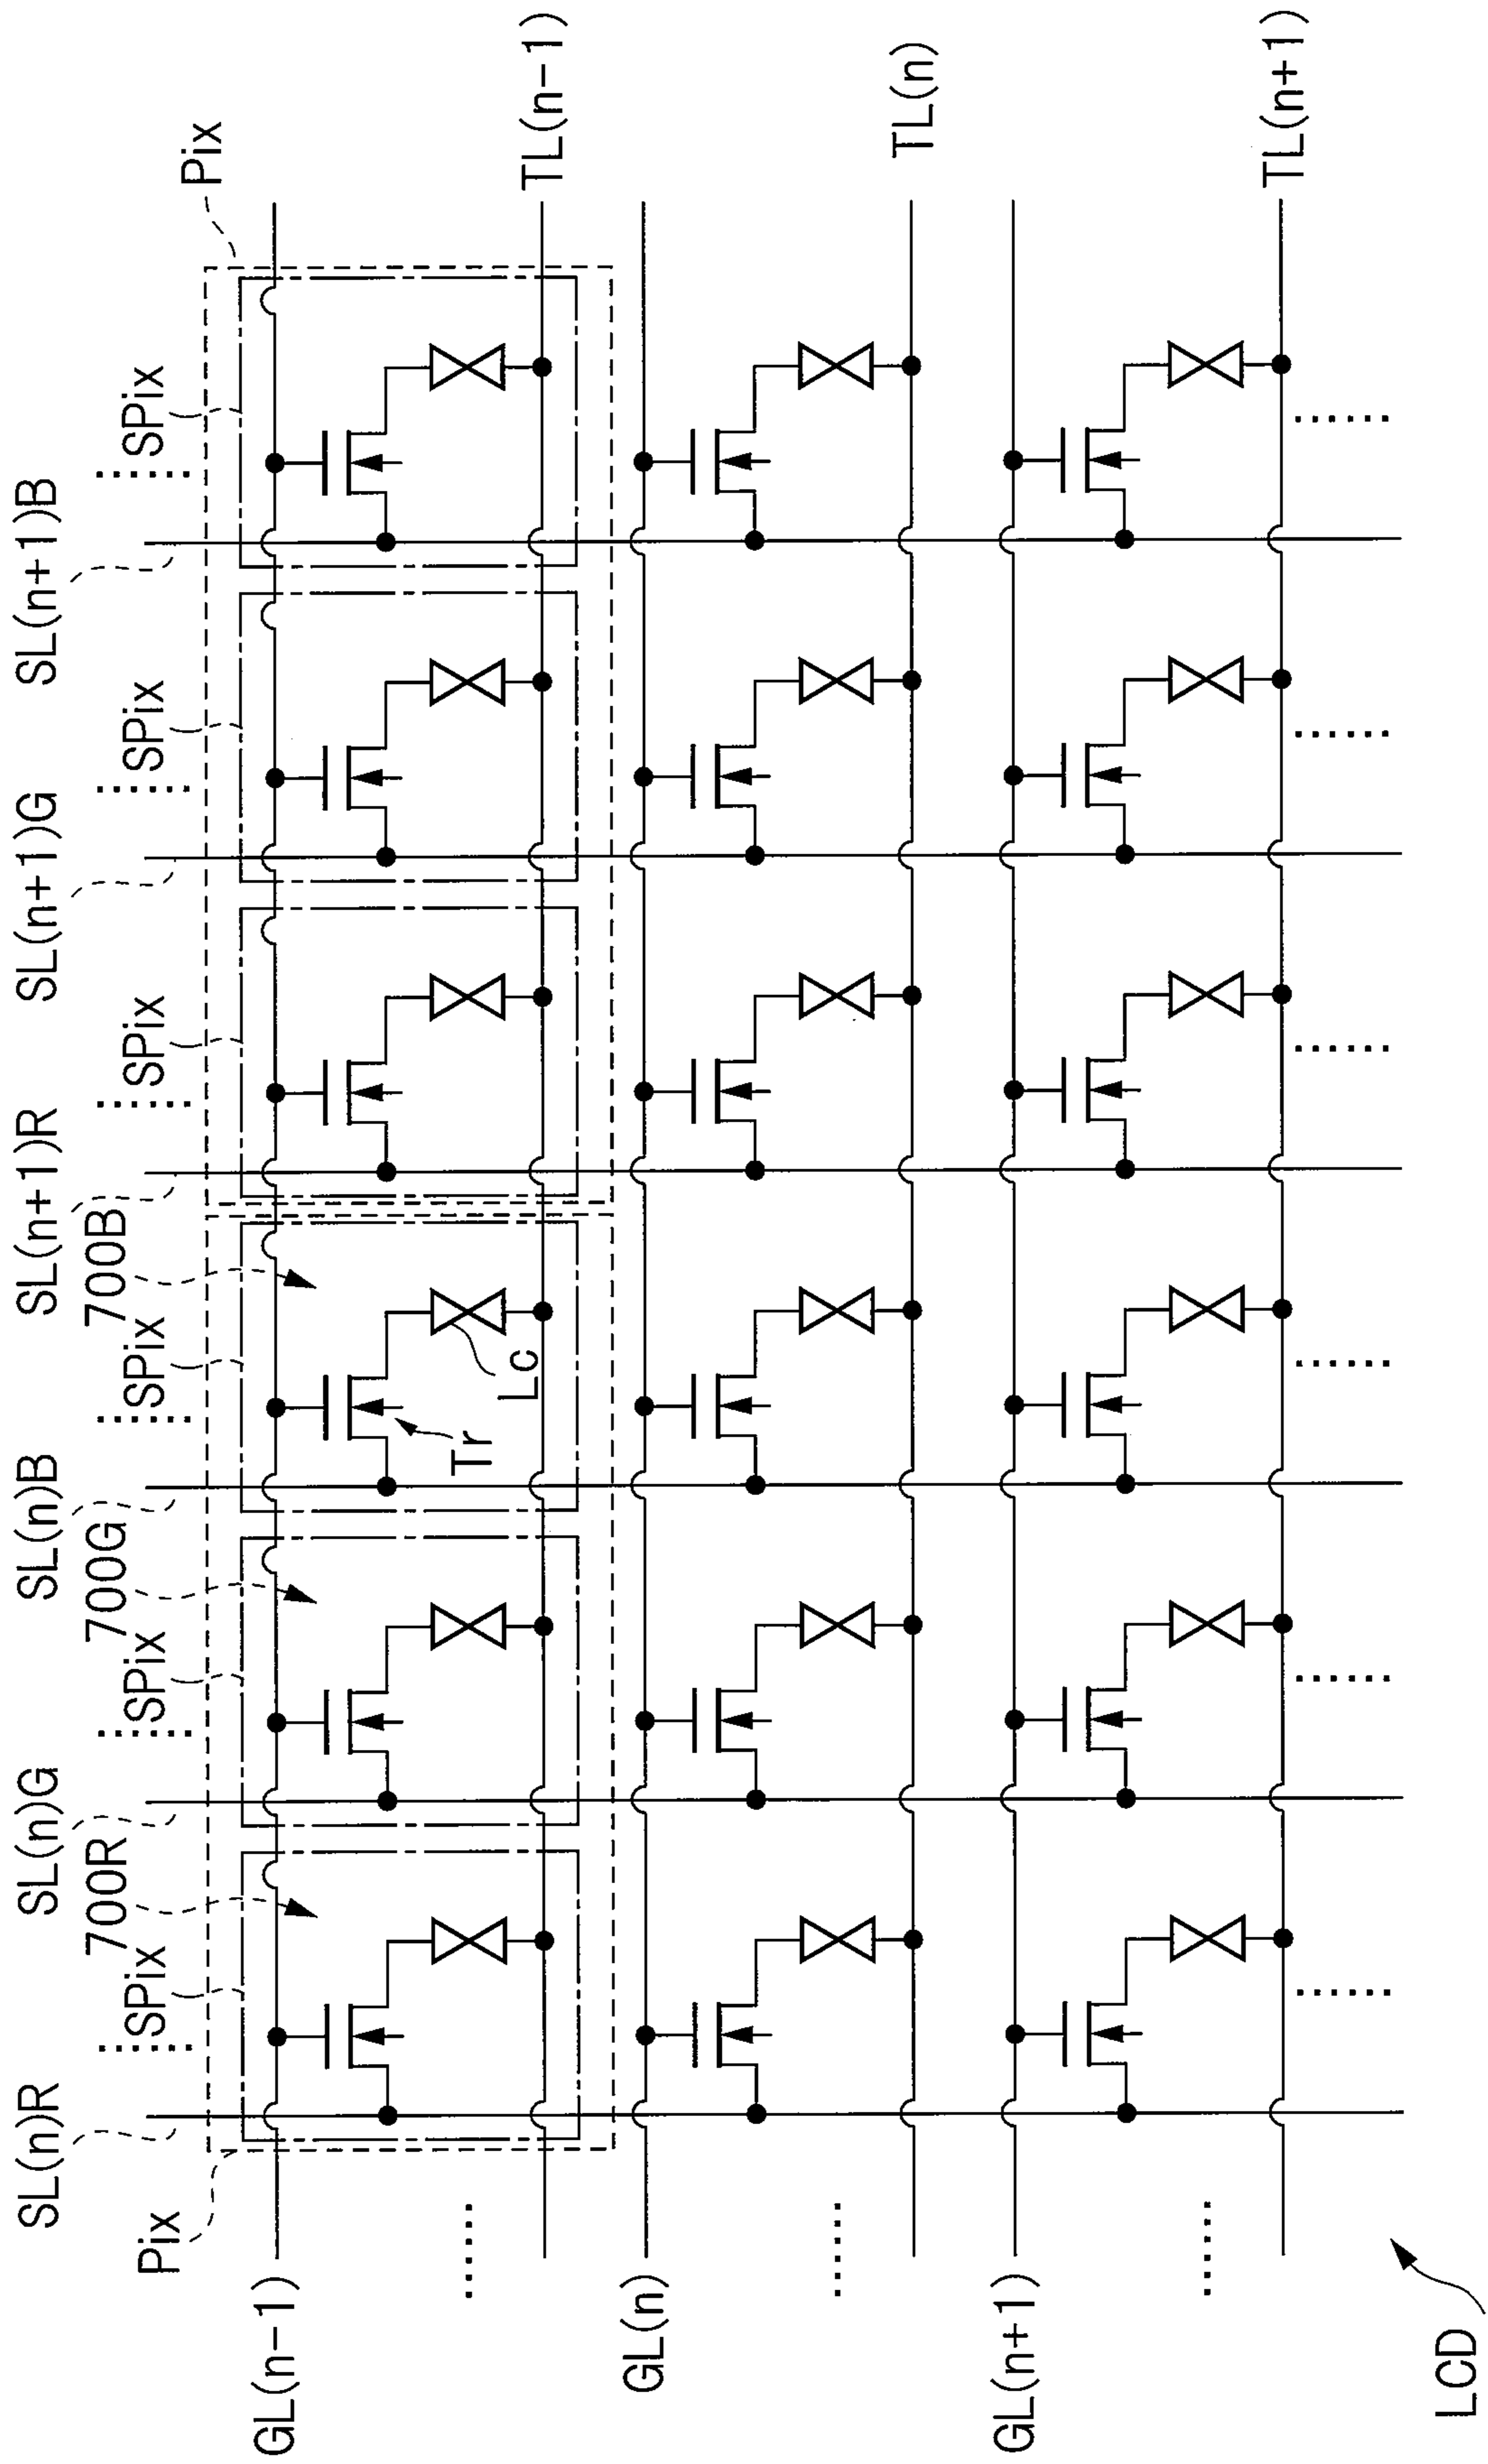 SL(n)R
SL(n)G
SL(n)B
SL(n+1)R
SL(n+1)G
SL(n+1)B
700R
700G
700B
SPix
SPix
SPix
SPix
SPix
SPix
Pix
Pix
GL(n-1)
Tr
Lc
TL(n-1)
GL(n)
TL(n)
GL(n+1)
TL(n+1)
LCD